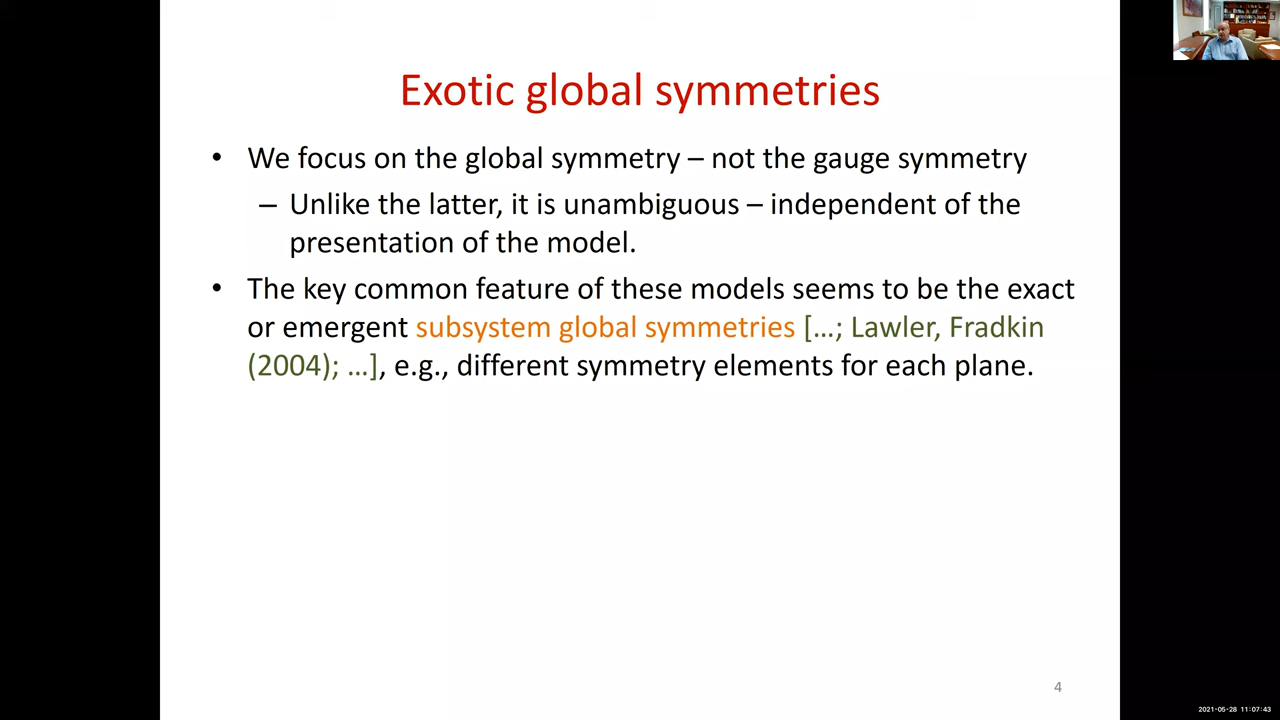 Exotic global symmetries
• We focus on the global symmetry – not the gauge symmetry
– Unlike the latter, it is unambiguous – independent of the
presentation of the model.
• The key common feature of these models seems to be the exact
or emergent subsystem global symmetries […; Lawler, Fradkin
(2004); …], e.g., different symmetry elements for each plane.
4
2021-05-28 11:07:43